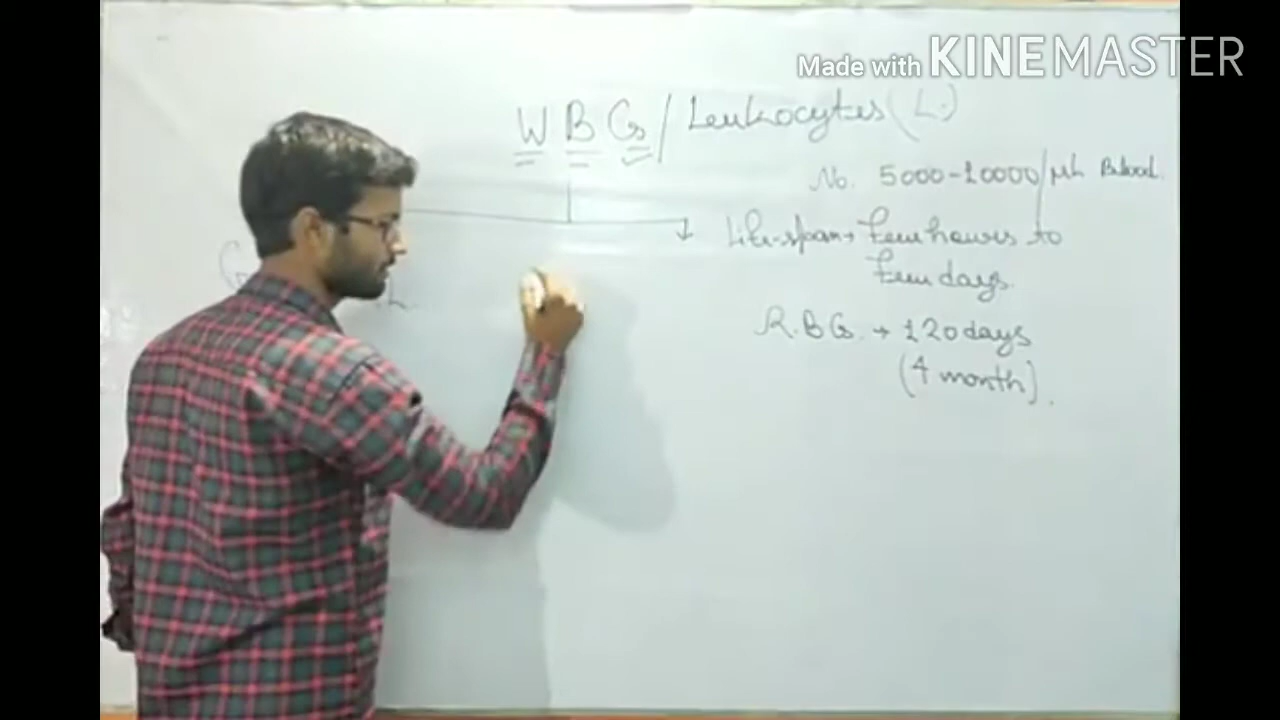 Made with KINEMASTER
W B Cs / Leukocytes (L.)
No. 5000-10000/µL Blood.
Life-span → Few hours to
Few days.
R.B.Cs. → 120 days
(4 month).